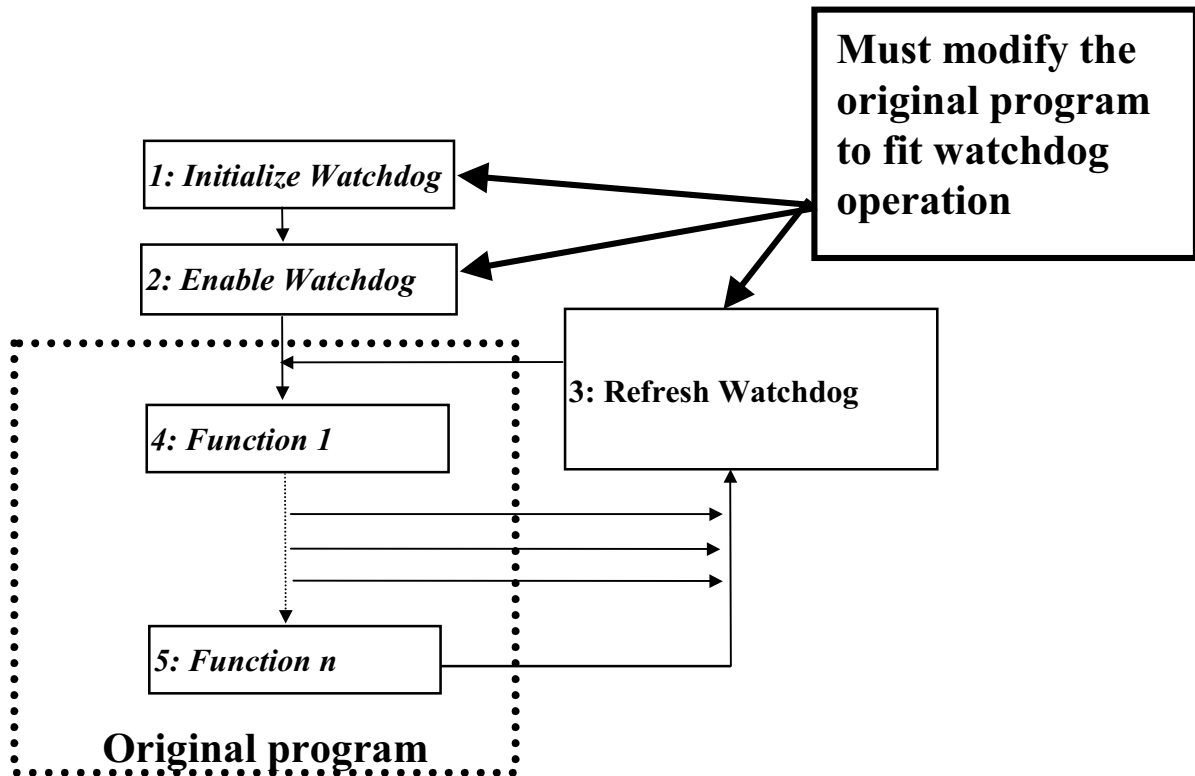 Must modify the
original program
to fit watchdog
operation
1: Initialize Watchdog
2: Enable Watchdog
3: Refresh Watchdog
4: Function 1
5: Function n
Original program